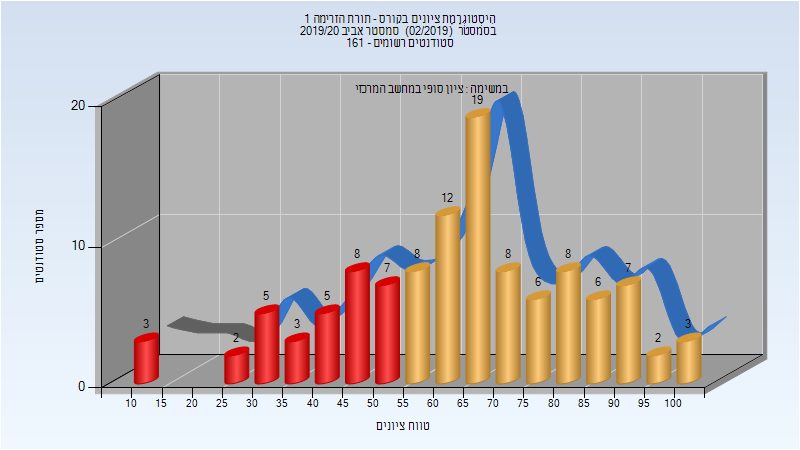 היסטוגרמת ציונים בקורס - תורת הזרימה 1
בסמסטר (02/2019) סמסטר אביב 2019/20
סטודנטים רשומים - 161
במשימה : ציון סופי במחשב המרכזי
מספר סטודנטים
20
10
0
3
2
5
3
5
8
7
8
12
19
8
6
8
6
7
2
3
10 15 20 25 30 35 40 45 50 55 60 65 70 75 80 85 90 95 100
טווח ציונים